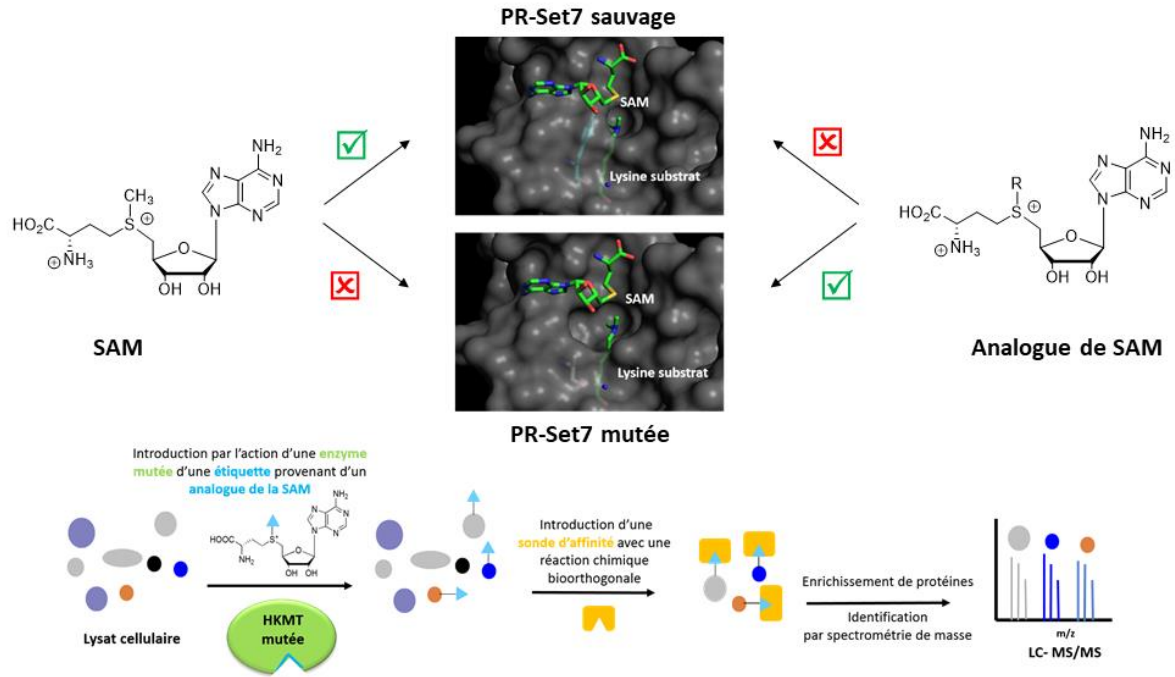 PR-Set7 sauvage
SAM
Lysine substrat
NH₂
N
N
N
N
CH₃
S
⊕
HO₂C
⊕NH₃
O
OH
OH
SAM
NH₂
N
N
N
N
R
S
⊕
HO₂C
⊕NH₃
O
OH
OH
Analogue de SAM
SAM
Lysine substrat
PR-Set7 mutée
Introduction par l'action d'une enzyme
mutée d'une étiquette provenant d'un
analogue de la SAM
NH₂
N
N
N
N
HOOC
S⁺
NH₂
O
OH
OH
Lysat cellulaire
HKMT
mutée
Introduction d'une
sonde d'affinité avec une
réaction chimique
bioorthogonale
Enrichissement de protéines
Identification
par spectrométrie de masse
m/z
LC- MS/MS